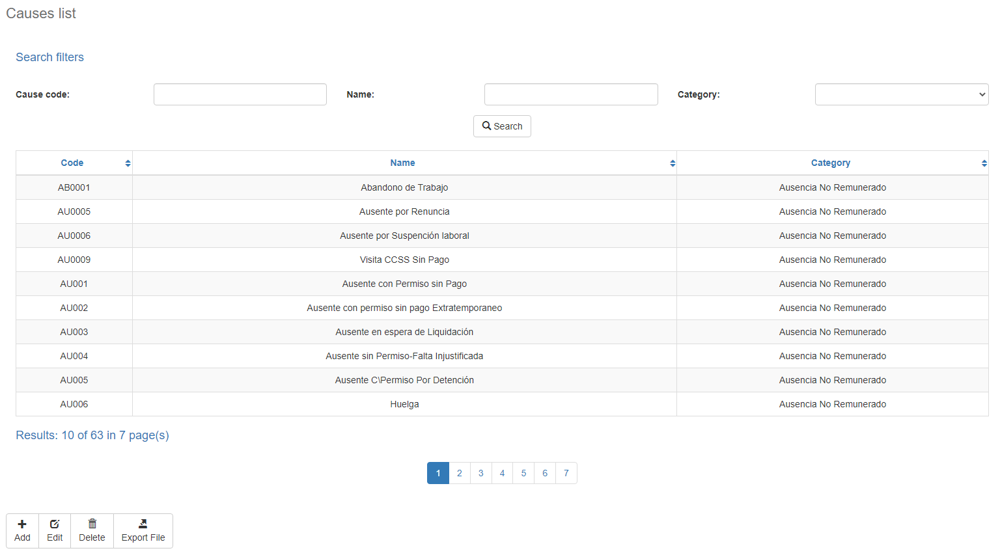 Causes list
Search filters
Cause code: Name: Category:
Search
Code Name Category
AB0001 Abandono de Trabajo Ausencia No Remunerado
AU0005 Ausente por Renuncia Ausencia No Remunerado
AU0006 Ausente por Suspención laboral Ausencia No Remunerado
AU0009 Visita CCSS Sin Pago Ausencia No Remunerado
AU001 Ausente con Permiso sin Pago Ausencia No Remunerado
AU002 Ausente con permiso sin pago Extratemporaneo Ausencia No Remunerado
AU003 Ausente en espera de Liquidación Ausencia No Remunerado
AU004 Ausente sin Permiso-Falta Injustificada Ausencia No Remunerado
AU005 Ausente C\Permiso Por Detención Ausencia No Remunerado
AU006 Huelga Ausencia No Remunerado
Results: 10 of 63 in 7 page(s)
1 2 3 4 5 6 7
Add Edit Delete Export File